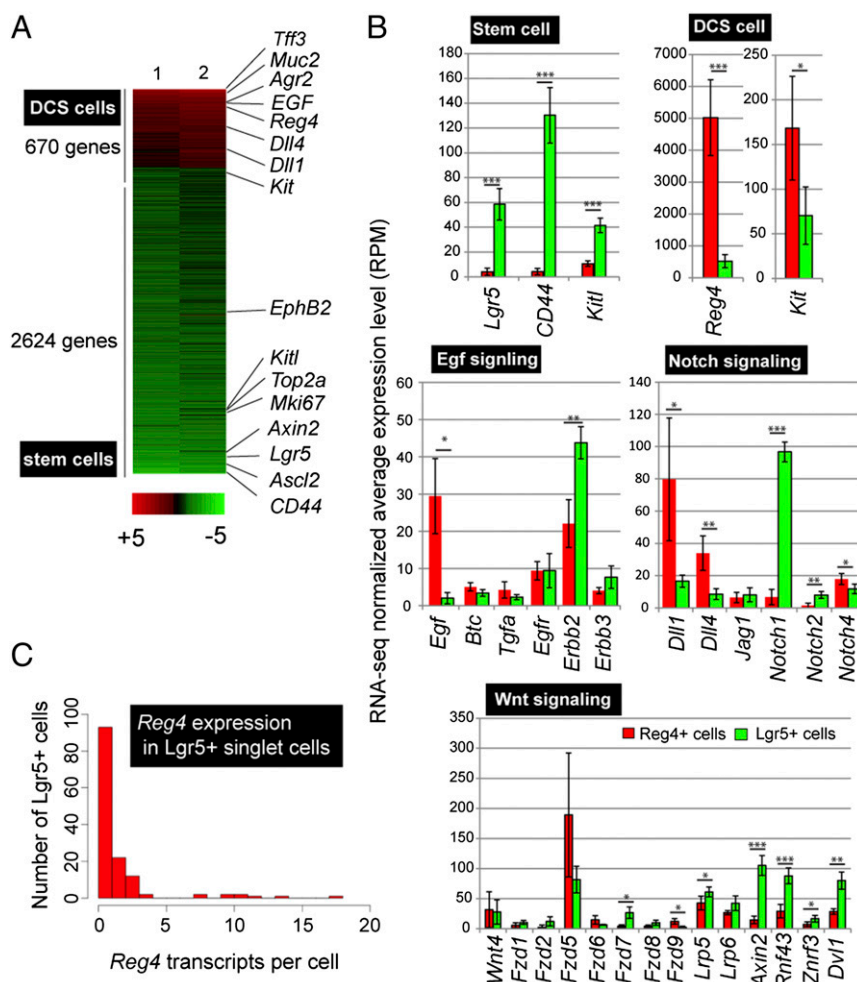 A
1 2
DCS cells
670 genes
2624 genes
stem cells
+5 -5
Tff3
Muc2
Agr2
EGF
Reg4
Dll4
Dll1
Kit
EphB2
Kitl
Top2a
Mki67
Axin2
Lgr5
Ascl2
CD44
B
RNA-seq normalized average expression level (RPM)
Stem cell
180
160
140
120
100
80
60
40
20
0
***
***
***
Lgr5
CD44
Kitl
DCS cell
7000
6000
5000
4000
3000
2000
1000
0
***
Reg4
250
200
150
100
50
0
*
Kit
Egf signling
60
50
40
30
20
10
0
*
**
Egf
Btc
Tgfa
Egfr
Erbb2
Erbb3
Notch signaling
140
120
100
80
60
40
20
0
*
**
***
**
*
Dll1
Dll4
Jag1
Notch1
Notch2
Notch4
Wnt signaling
350
300
250
200
150
100
50
0
Reg4+ cells
Lgr5+ cells
*
*
*
***
***
*
**
Wnt4
Fzd1
Fzd2
Fzd5
Fzd6
Fzd7
Fzd8
Fzd9
Lrp5
Lrp6
Axin2
Rnf43
Znrf3
Dvl1
C
Reg4 expression
in Lgr5+ singlet cells
Number of Lgr5+ cells
100
80
60
40
20
0
0 5 10 15 20
Reg4 transcripts per cell